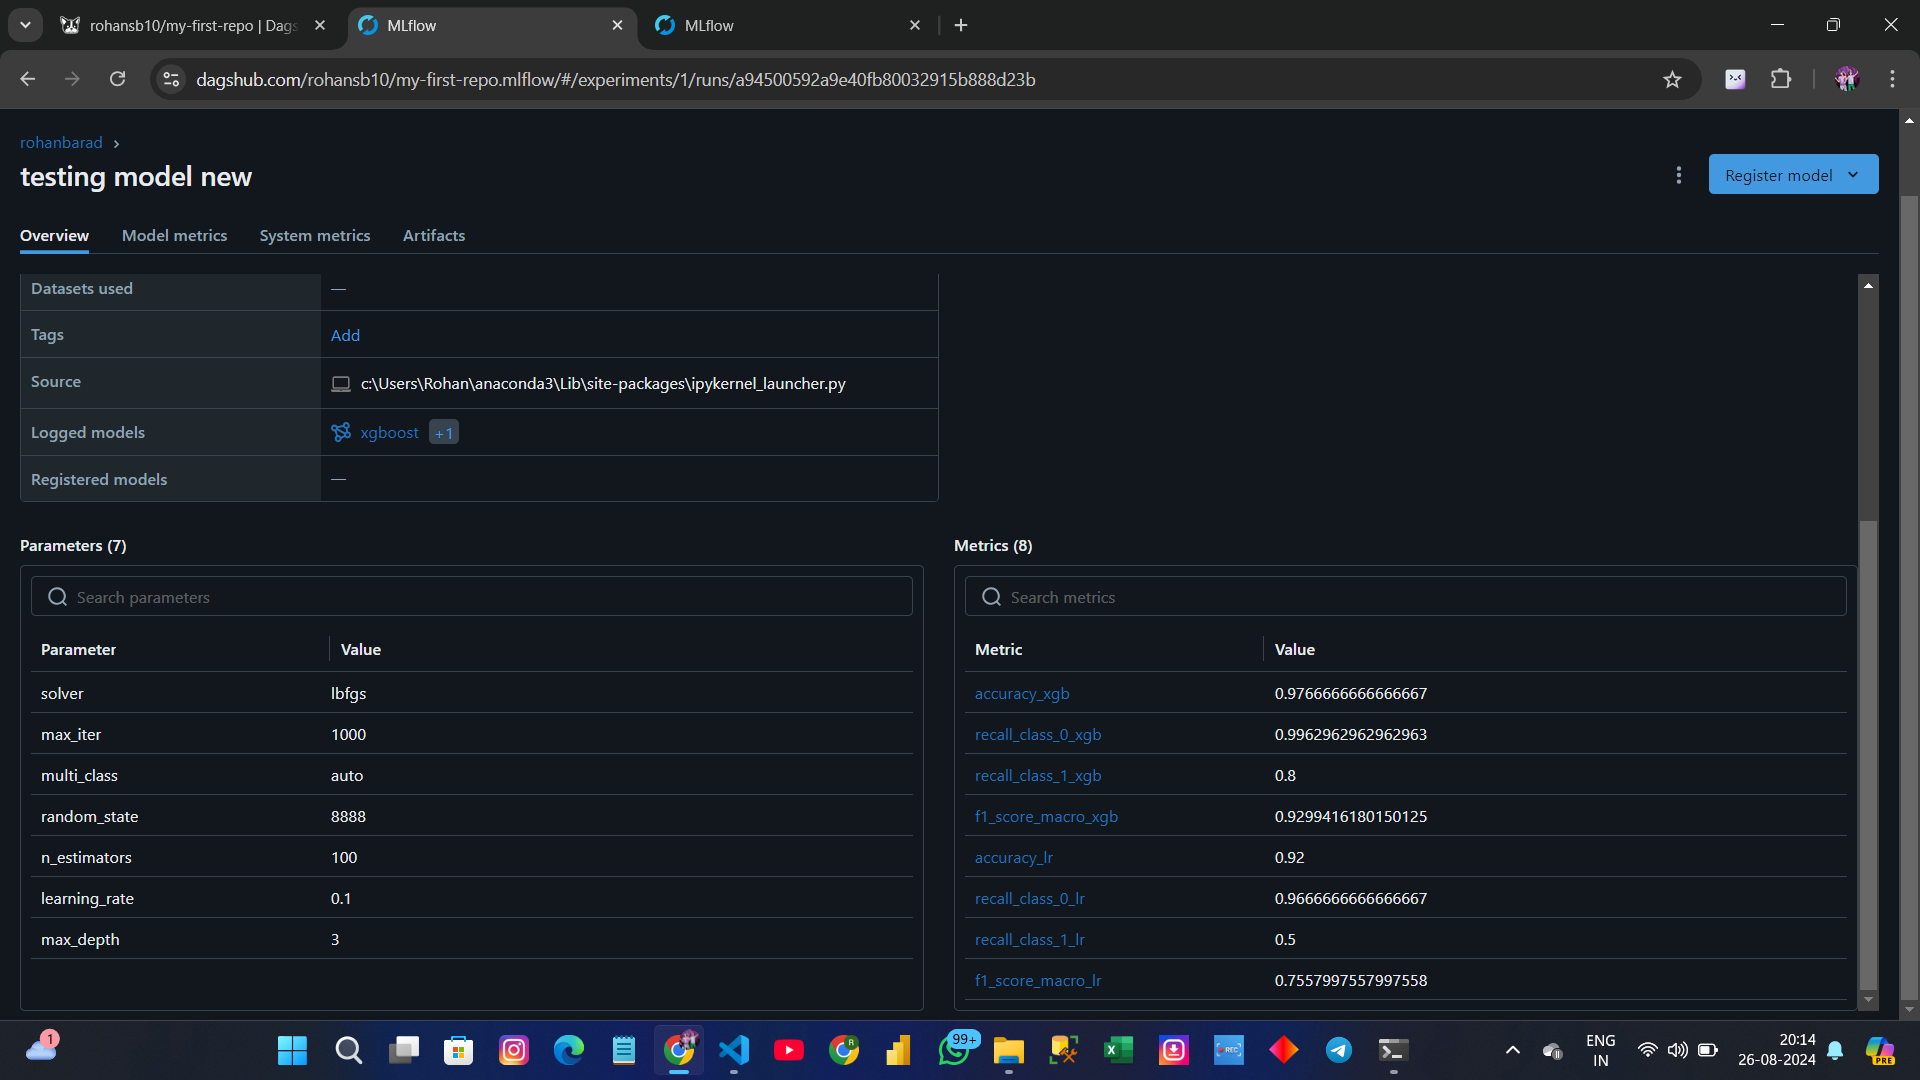 rohansb10/my-first-repo | Dags
MLflow
MLflow
dagshub.com/rohansb10/my-first-repo.mlflow/#/experiments/1/runs/a94500592a9e40fb80032915b888d23b
rohanbarad
testing model new
Register model
Overview Model metrics System metrics Artifacts
Datasets used —
Tags Add
Source c:\Users\Rohan\anaconda3\Lib\site-packages\ipykernel_launcher.py
Logged models xgboost +1
Registered models —
Parameters (7)
Search parameters
Parameter Value
solver lbfgs
max_iter 1000
multi_class auto
random_state 8888
n_estimators 100
learning_rate 0.1
max_depth 3
Metrics (8)
Search metrics
Metric Value
accuracy_xgb 0.9766666666666667
recall_class_0_xgb 0.9962962962962963
recall_class_1_xgb 0.8
f1_score_macro_xgb 0.9299416180150125
accuracy_lr 0.92
recall_class_0_lr 0.9666666666666667
recall_class_1_lr 0.5
f1_score_macro_lr 0.7557997557997558
1
R
99+
REC
ENG
IN
20:14
26-08-2024
PRE